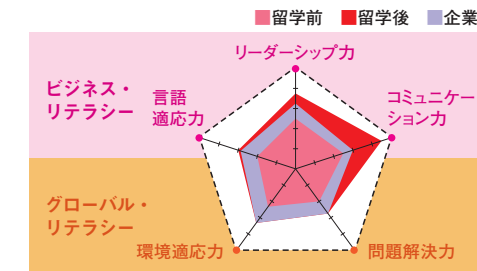 留学前 留学後 企業
リーダーシップ力
ビジネス・
リテラシー
言語
適応力
コミュニケー
ション力
グローバル・
リテラシー
環境適応力
問題解決力